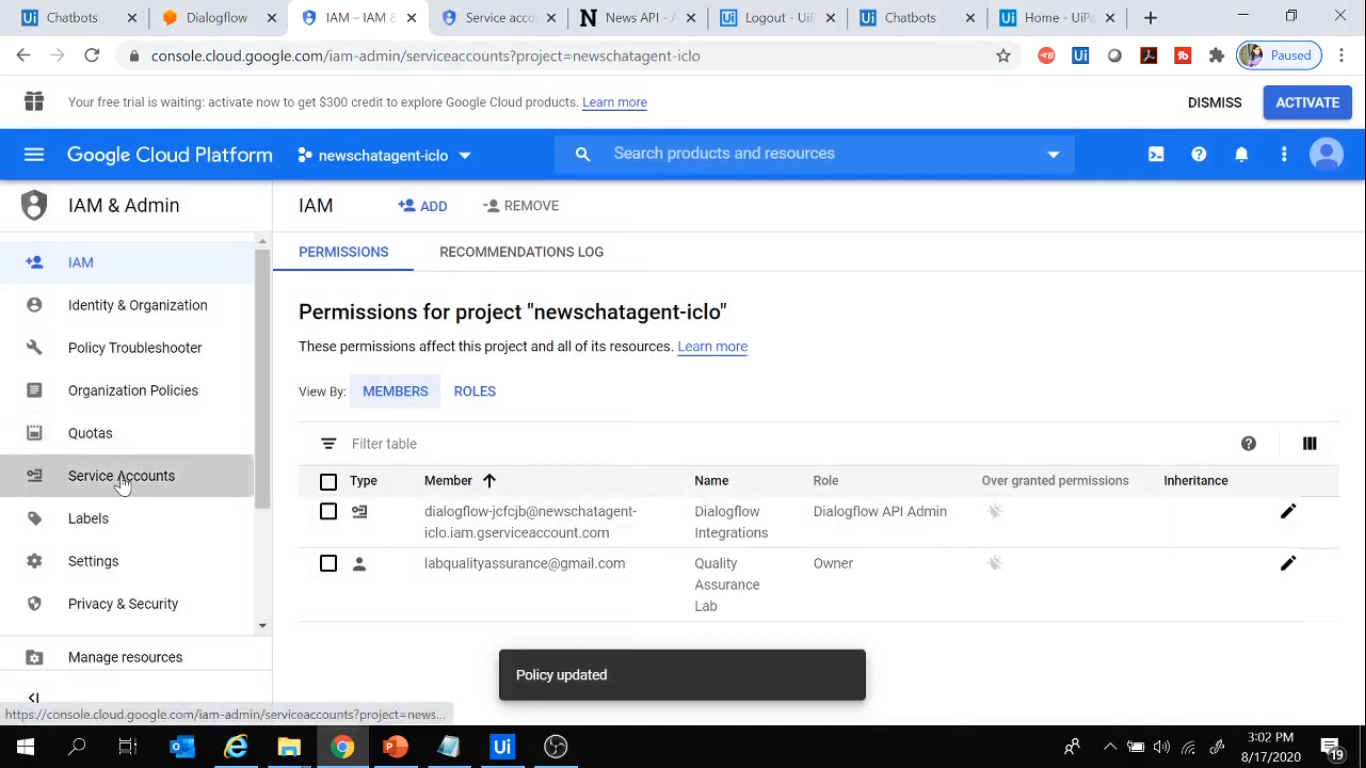 Chatbots
Dialogflow
IAM – IAM &
Service acco
News API - A
Logout - UiP
Chatbots
Home - UiPa
console.cloud.google.com/iam-admin/serviceaccounts?project=newschatagent-iclo
Paused
Your free trial is waiting: activate now to get $300 credit to explore Google Cloud products. Learn more
DISMISS
ACTIVATE
Google Cloud Platform
newschatagent-iclo
Search products and resources
IAM & Admin
IAM
ADD
REMOVE
IAM
Identity & Organization
Policy Troubleshooter
Organization Policies
Quotas
Service Accounts
Labels
Settings
Privacy & Security
Manage resources
PERMISSIONS
RECOMMENDATIONS LOG
Permissions for project "newschatagent-iclo"
These permissions affect this project and all of its resources. Learn more
View By: MEMBERS ROLES
Filter table
Type Member Name Role Over granted permissions Inheritance
dialogflow-jcfcjb@newschatagent-
iclo.iam.gserviceaccount.com
Dialogflow
Integrations
Dialogflow API Admin
labqualityassurance@gmail.com
Quality
Assurance
Lab
Owner
Policy updated
https://console.cloud.google.com/iam-admin/serviceaccounts?project=news...
Ui
3:02 PM
8/17/2020
19